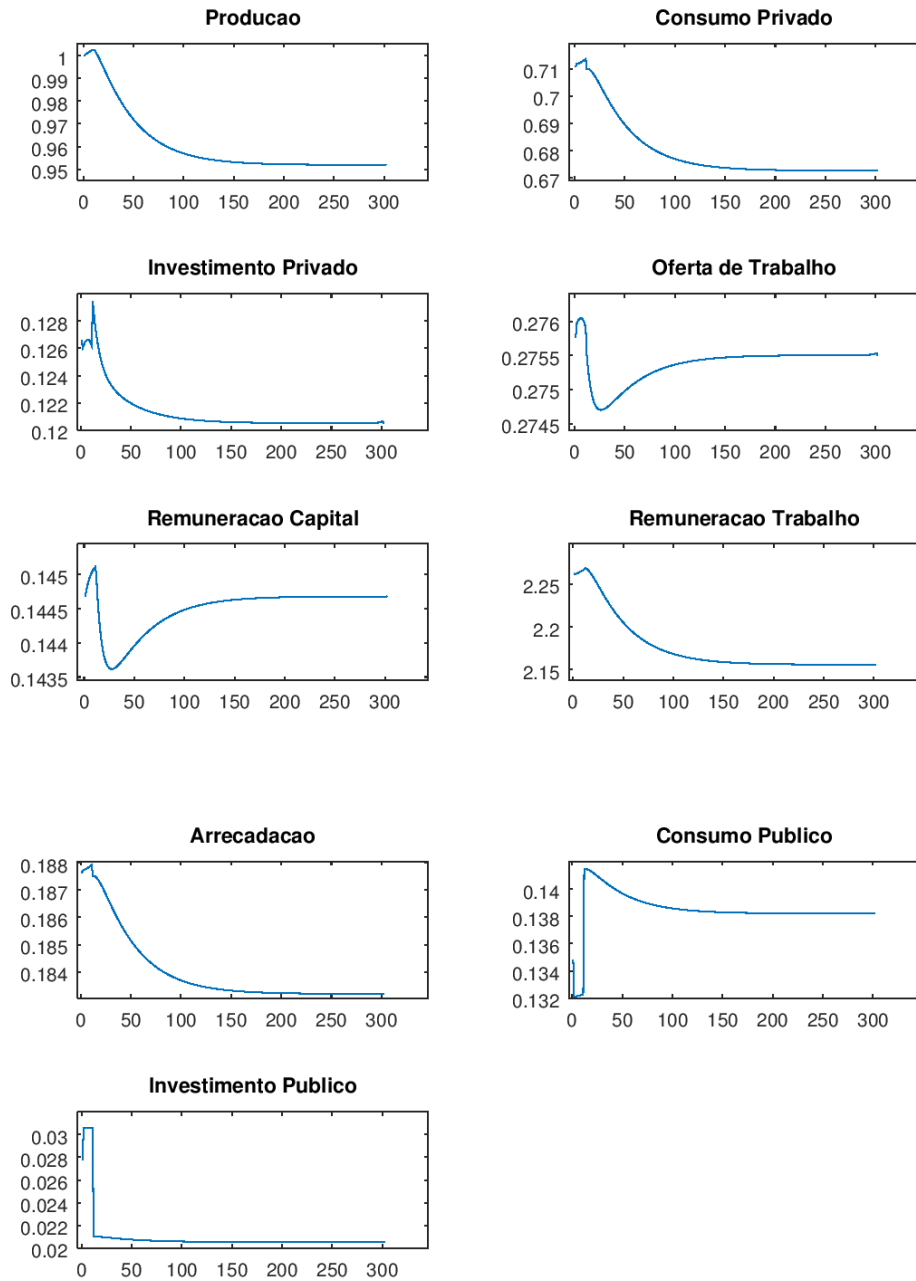 Producao
1
0.99
0.98
0.97
0.96
0.95
0 50 100 150 200 250 300
Consumo Privado
0.71
0.7
0.69
0.68
0.67
0 50 100 150 200 250 300
Investimento Privado
0.128
0.126
0.124
0.122
0.12
0 50 100 150 200 250 300
Oferta de Trabalho
0.276
0.2755
0.275
0.2745
0 50 100 150 200 250 300
Remuneracao Capital
0.145
0.1445
0.144
0.1435
0 50 100 150 200 250 300
Remuneracao Trabalho
2.25
2.2
2.15
0 50 100 150 200 250 300
Arrecadacao
0.188
0.187
0.186
0.185
0.184
0 50 100 150 200 250 300
Consumo Publico
0.14
0.138
0.136
0.134
0.132
0 50 100 150 200 250 300
Investimento Publico
0.03
0.028
0.026
0.024
0.022
0.02
0 50 100 150 200 250 300